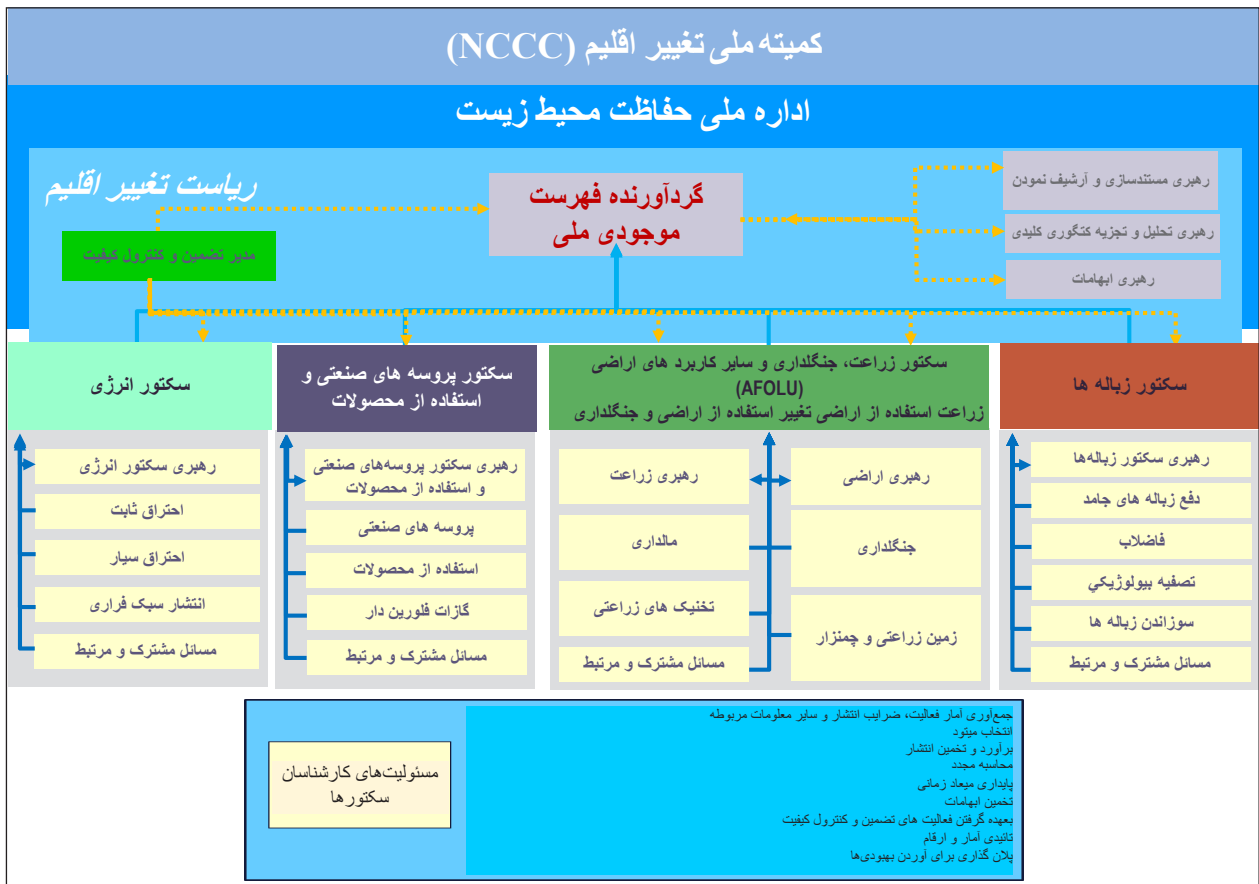 کمیته ملی تغییر اقلیم (NCCC)
اداره ملی حفاظت محیط زیست
ریاست تغییر اقلیم
گردآورنده فهرست
موجودی ملی
رهبری مستندسازی و آرشیف نمودن
رهبری تحلیل و تجزیه کتگوری کلیدی
رهبری ابهامات
مدیر تضمین و کنترول کیفیت
سکتور زباله ها
رهبری سکتور زباله‌ها
دفع زباله های جامد
فاضلاب
تصفیه بیولوژیکي
سوزاندن زباله ها
مسائل مشترک و مرتبط
سکتور زراعت، جنگلداری و سایر کاربرد های اراضی
(AFOLU)
زراعت استفاده از اراضی تغییر استفاده از اراضی و جنگلداری
رهبری اراضی
جنگلداری
زمین زراعتی و چمنزار
رهبری زراعت
مالداری
تخنیک های زراعتی
مسائل مشترک و مرتبط
سکتور پروسه های صنعتی و
استفاده از محصولات
رهبری سکتور پروسه‌های صنعتی
و استفاده از محصولات
پروسه های صنعتی
استفاده از محصولات
گازات فلورین دار
مسائل مشترک و مرتبط
سکتور انرژی
رهبری سکتور انرژی
احتراق ثابت
احتراق سیار
انتشار سبک فراری
مسائل مشترک و مرتبط
جمع‌آوری آمار فعالیت، ضرایب انتشار و سایر معلومات مربوطه
انتخاب میتود
برآورد و تخمین انتشار
محاسبه مجدد
پایداری میعاد زمانی
تخمین ابهامات
بعهده گرفتن فعالیت های تضمین و کنترول کیفیت
تائیدی آمار و ارقام
پلان گذاری برای آوردن بهبودی‌ها
مسئولیت‌های کارشناسان
سکتورها